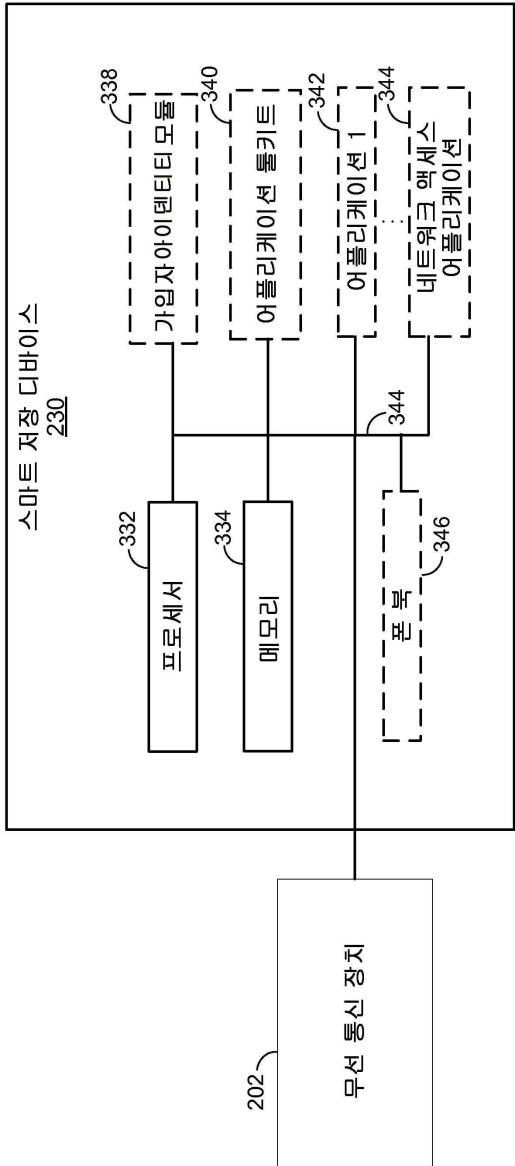 스마트 저장 디바이스
230
332
프로세서
334
메모리
338
가입자 아이덴티티 모듈
340
어플리케이션 툴키트
342
어플리케이션 1
...
344
네트워크 액세스
어플리케이션
344
346
폰 북
202
무선 통신 장치